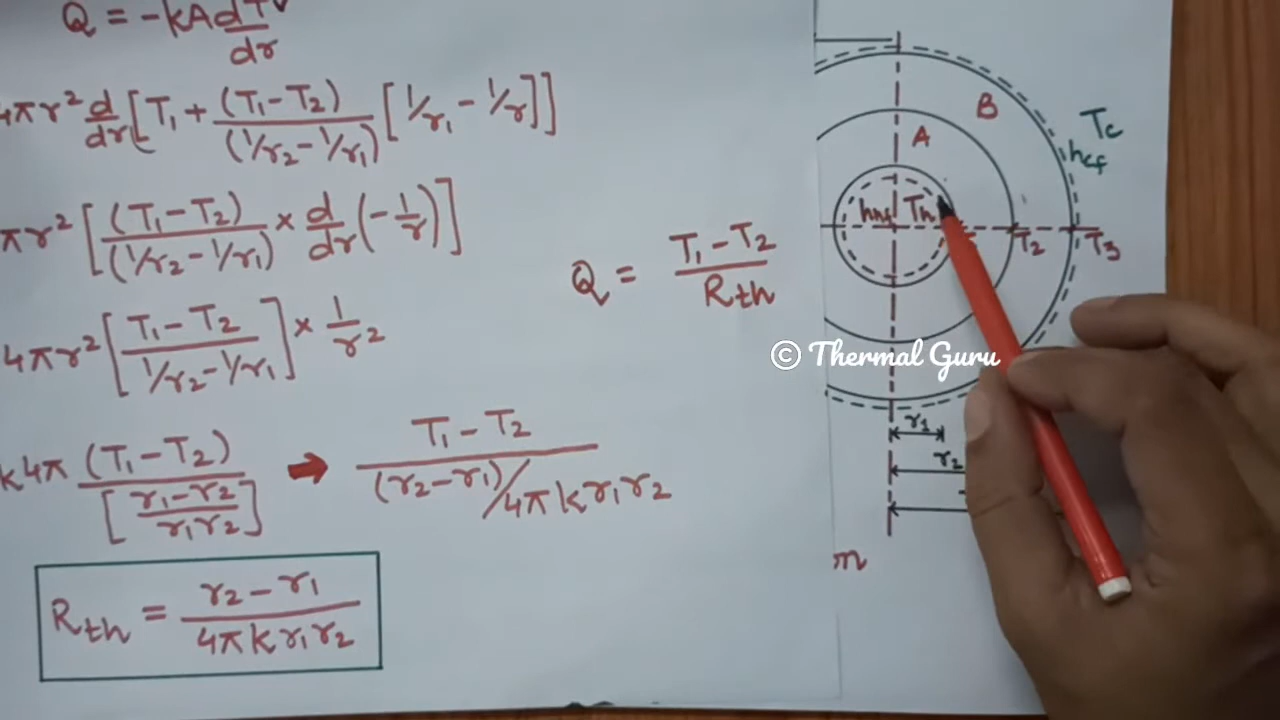 Q = -kA dT/dr
4πr² d/dr [T₁ + (T₁-T₂)/(1/r₂ - 1/r₁) [1/r₁ - 1/r]]
πr² [(T₁-T₂)/(1/r₂ - 1/r₁) × d/dr (-1/r)]
4πr² [T₁-T₂/1/r₂ - 1/r₁] × 1/r²
k4π (T₁-T₂)/[r₁-r₂/r₁r₂] → T₁-T₂/(r₂-r₁)/4πkr₁r₂
Rth = r₂-r₁/4πkr₁r₂
Q = T₁-T₂/Rth
© Thermal Guru
B
A
Tc
hcf
hhf
Th
T2
T3
r1
r2
m